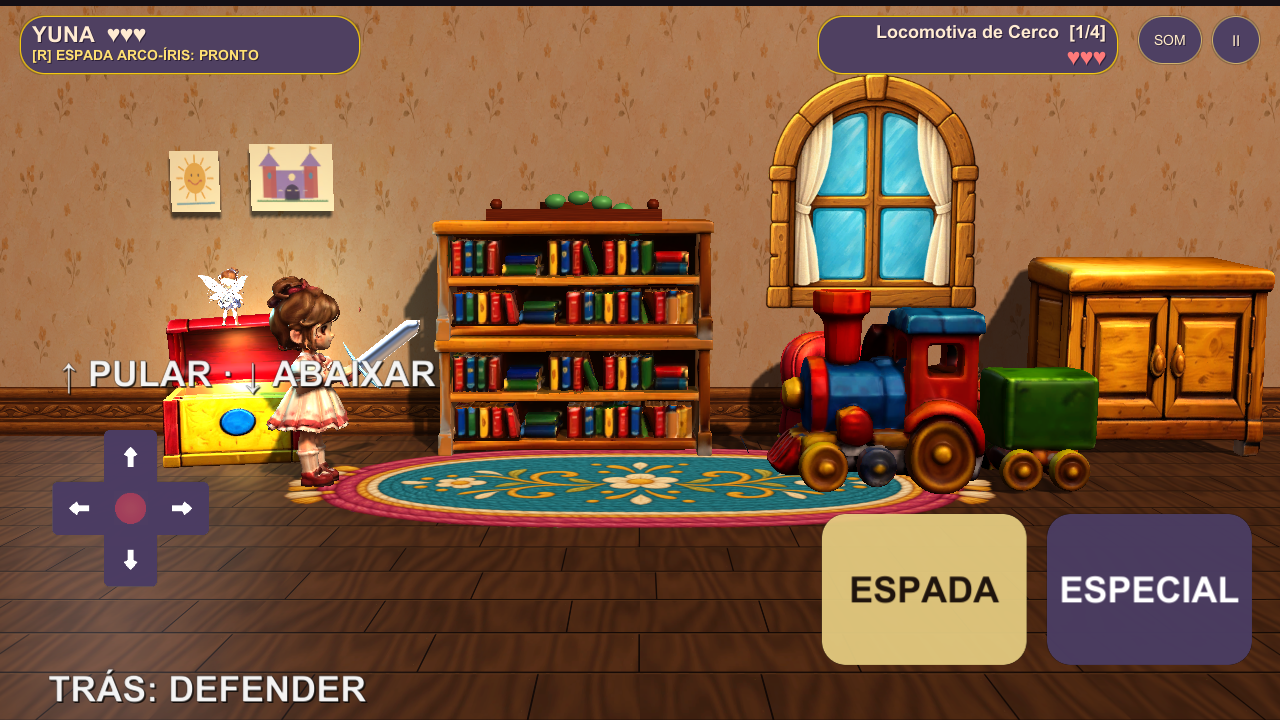 YUNA ♥♥♥
[R] ESPADA ARCO-ÍRIS: PRONTO
Locomotiva de Cerco [1/4]
♥♥♥
SOM
II
↑ PULAR · ↓ ABAIXAR
ESPADA
ESPECIAL
TRÁS: DEFENDER